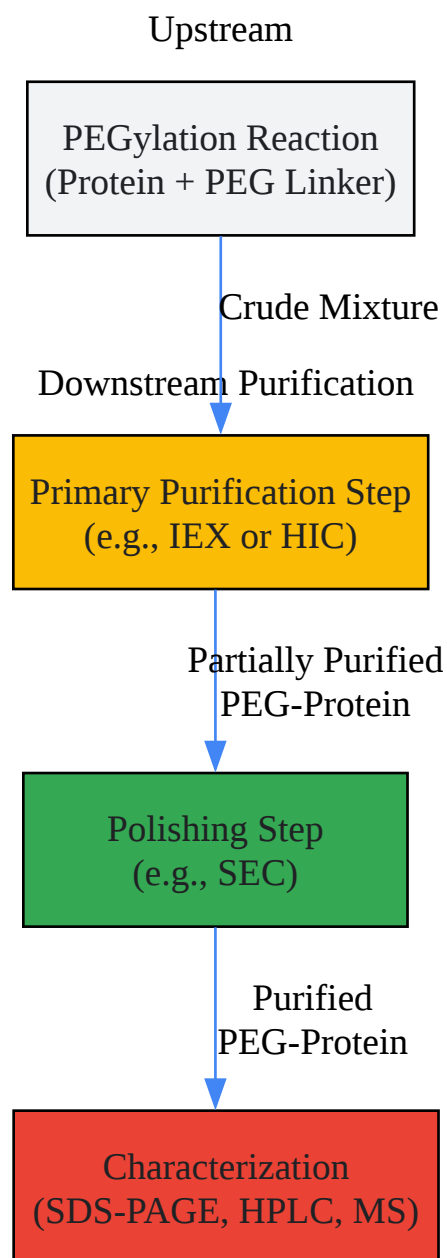 Upstream
PEGylation Reaction
(Protein + PEG Linker)
Crude Mixture
Downstream Purification
Primary Purification Step
(e.g., IEX or HIC)
Partially Purified
PEG-Protein
Polishing Step
(e.g., SEC)
Purified
PEG-Protein
Characterization
(SDS-PAGE, HPLC, MS)